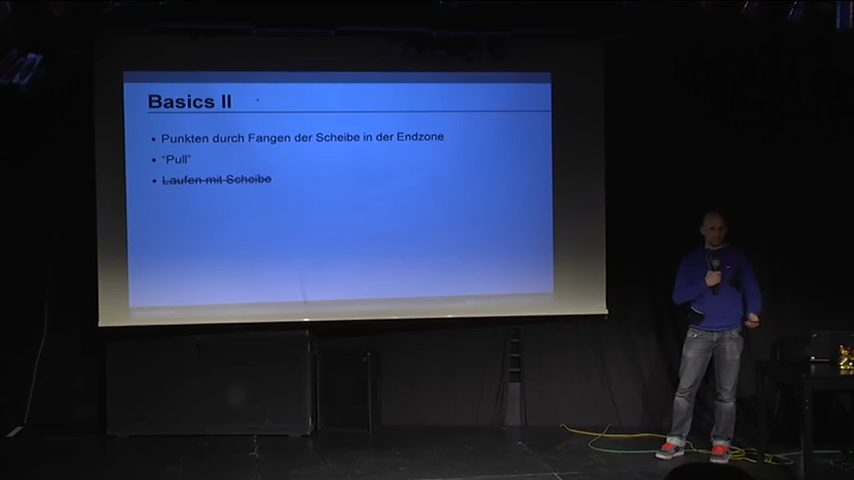 Basics II
• Punkten durch Fangen der Scheibe in der Endzone
• “Pull”
• Laufen mit Scheibe